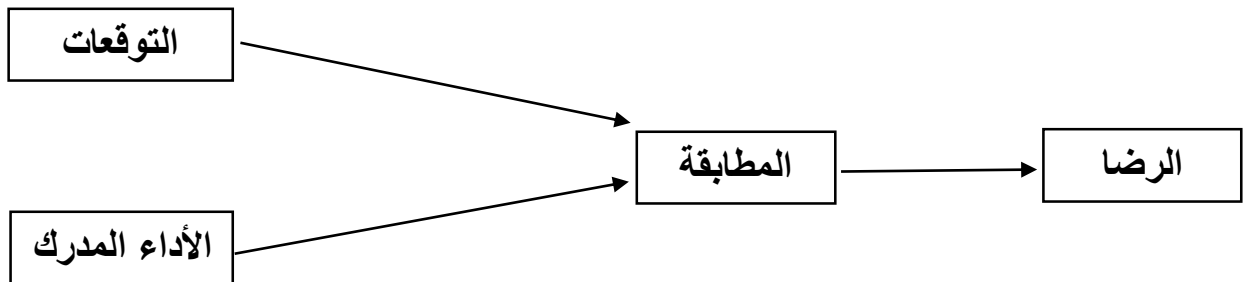 التوقعات
المطابقة
الرضا
الأداء المدرك